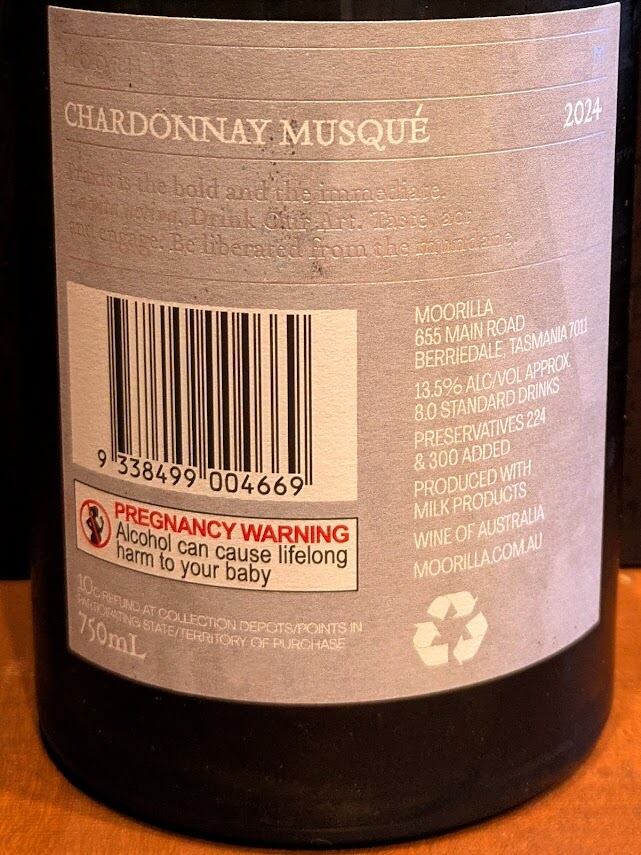 CHARDONNAY MUSQUÉ 2024
is the bold and the immediate.
Drink Our Art. Taste, act
and engage. Be liberated from the mundane.
MOORILLA
655 MAIN ROAD
BERRIEDALE, TASMANIA 7011
13.5% ALC/VOL APPROX.
8.0 STANDARD DRINKS
PRESERVATIVES 224
& 300 ADDED
PRODUCED WITH
MILK PRODUCTS
WINE OF AUSTRALIA
MOORILLA.COM.AU
9 338499 004669
PREGNANCY WARNING
Alcohol can cause lifelong
harm to your baby
10c REFUND AT COLLECTION DEPOTS/POINTS IN
PARTICIPATING STATE/TERRITORY OF PURCHASE
750mL